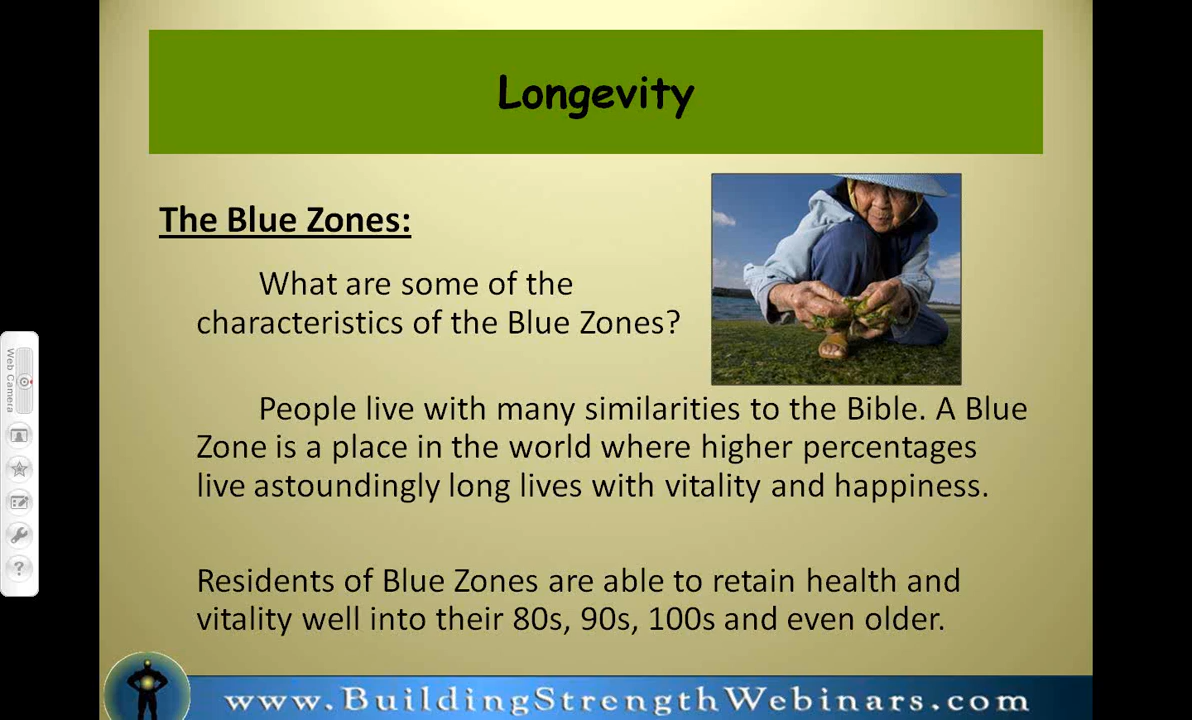 Longevity
The Blue Zones:
What are some of the
characteristics of the Blue Zones?
People live with many similarities to the Bible. A Blue
Zone is a place in the world where higher percentages
live astoundingly long lives with vitality and happiness.
Residents of Blue Zones are able to retain health and
vitality well into their 80s, 90s, 100s and even older.
Web Camera
?
www.BuildingStrengthWebinars.com